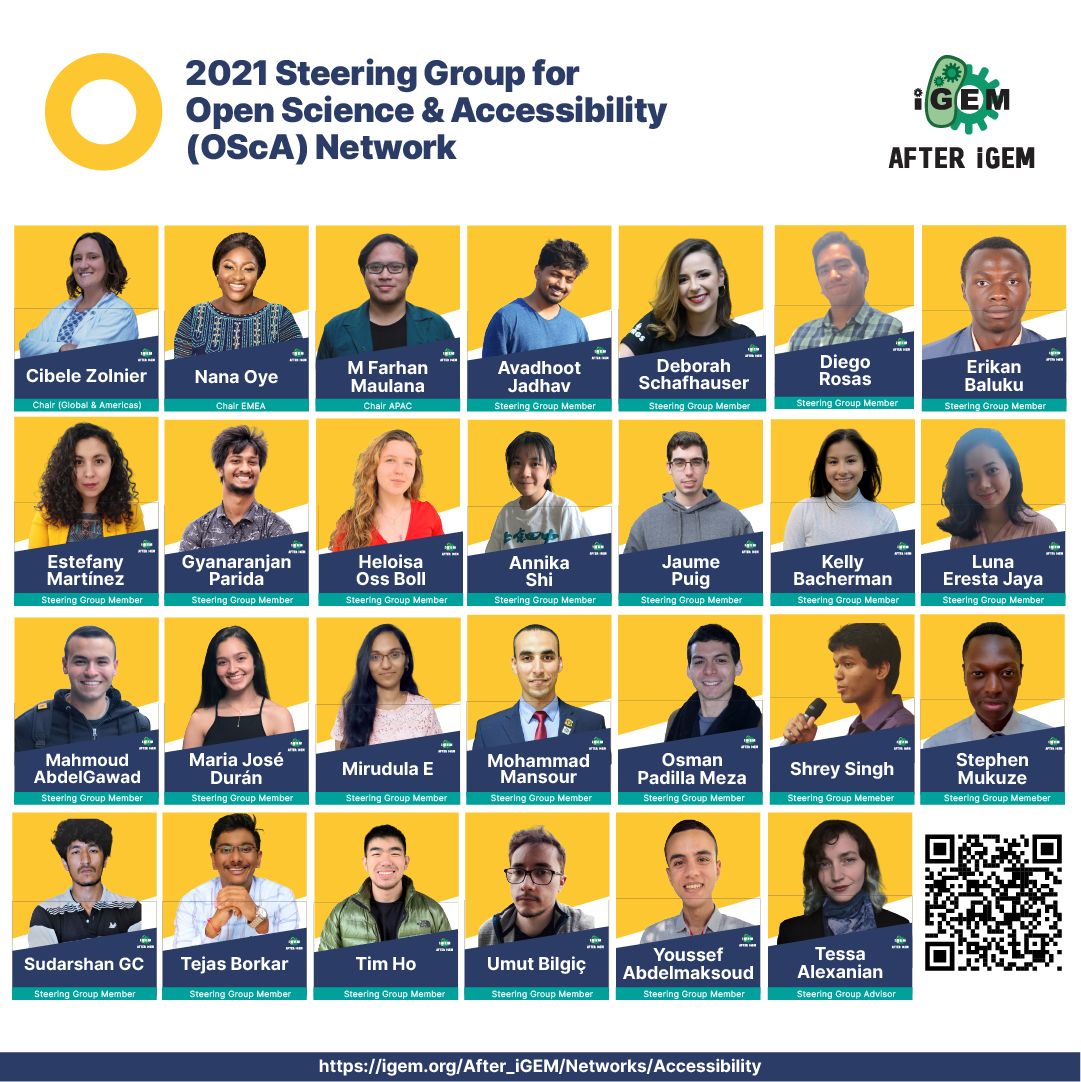 2021 Steering Group for
Open Science & Accessibility
(OScA) Network
iGEM
AFTER iGEM
Cibele Zolnier
Chair (Global & Americas)
Nana Oye
Chair EMEA
M Farhan
Maulana
Chair APAC
Avadhoot
Jadhav
Steering Group Member
Deborah
Schafhauser
Steering Group Member
Diego
Rosas
Steering Group Member
Erikan
Baluku
Steering Group Member
Estefany
Martínez
Steering Group Member
Gyanaranjan
Parida
Steering Group Member
Heloisa
Oss Boll
Steering Group Member
Annika
Shi
Steering Group Member
Jaume
Puig
Steering Group Member
Kelly
Bacherman
Steering Group Member
Luna
Eresta Jaya
Steering Group Member
Mahmoud
AbdelGawad
Steering Group Member
Maria José
Durán
Steering Group Member
Mirudula E
Steering Group Member
Mohammad
Mansour
Steering Group Member
Osman
Padilla Meza
Steering Group Member
Shrey Singh
Steering Group Memeber
Stephen
Mukuze
Steering Group Memeber
Sudarshan GC
Steering Group Member
Tejas Borkar
Steering Group Member
Tim Ho
Steering Group Member
Umut Bilgiç
Steering Group Member
Youssef
Abdelmaksoud
Steering Group Member
Tessa
Alexanian
Steering Group Advisor
https://igem.org/After_iGEM/Networks/Accessibility